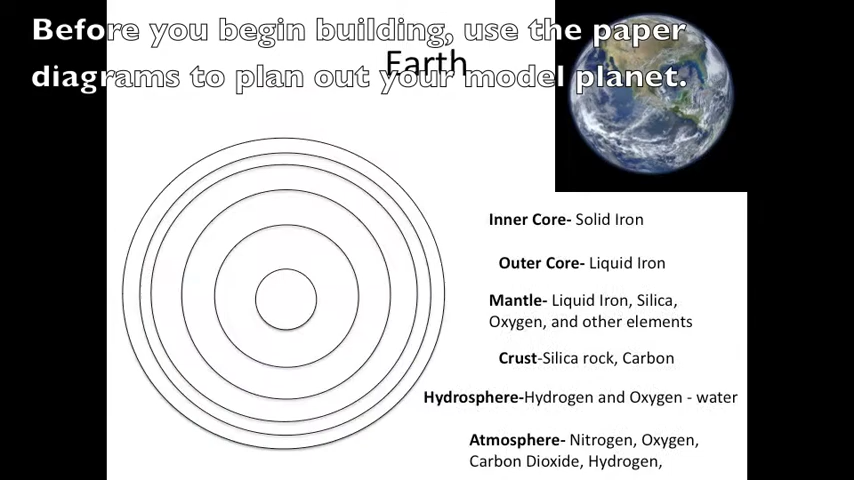 Before you begin building, use the paper
diagrams to plan out your model planet.
Earth
Inner Core- Solid Iron
Outer Core- Liquid Iron
Mantle- Liquid Iron, Silica,
Oxygen, and other elements
Crust-Silica rock, Carbon
Hydrosphere-Hydrogen and Oxygen - water
Atmosphere- Nitrogen, Oxygen,
Carbon Dioxide, Hydrogen,